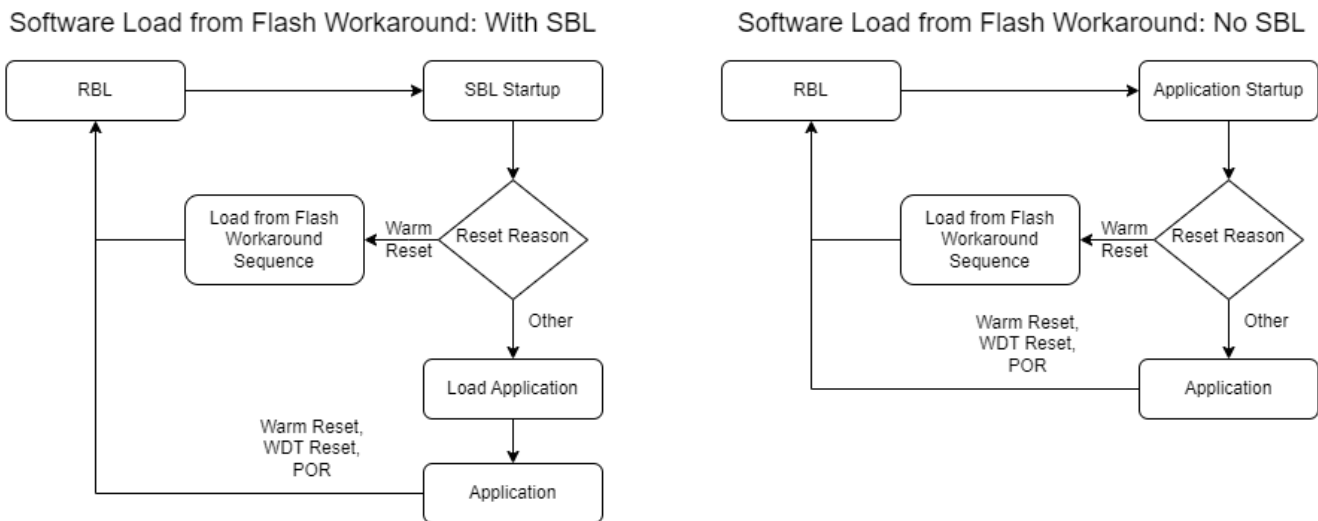 Software Load from Flash Workaround: With SBL
RBL
SBL Startup
Load from Flash
Workaround
Sequence
Warm
Reset
Reset Reason
Other
Load Application
Warm Reset,
WDT Reset,
POR
Application
Software Load from Flash Workaround: No SBL
RBL
Application Startup
Load from Flash
Workaround
Sequence
Warm
Reset
Reset Reason
Other
Warm Reset,
WDT Reset,
POR
Application